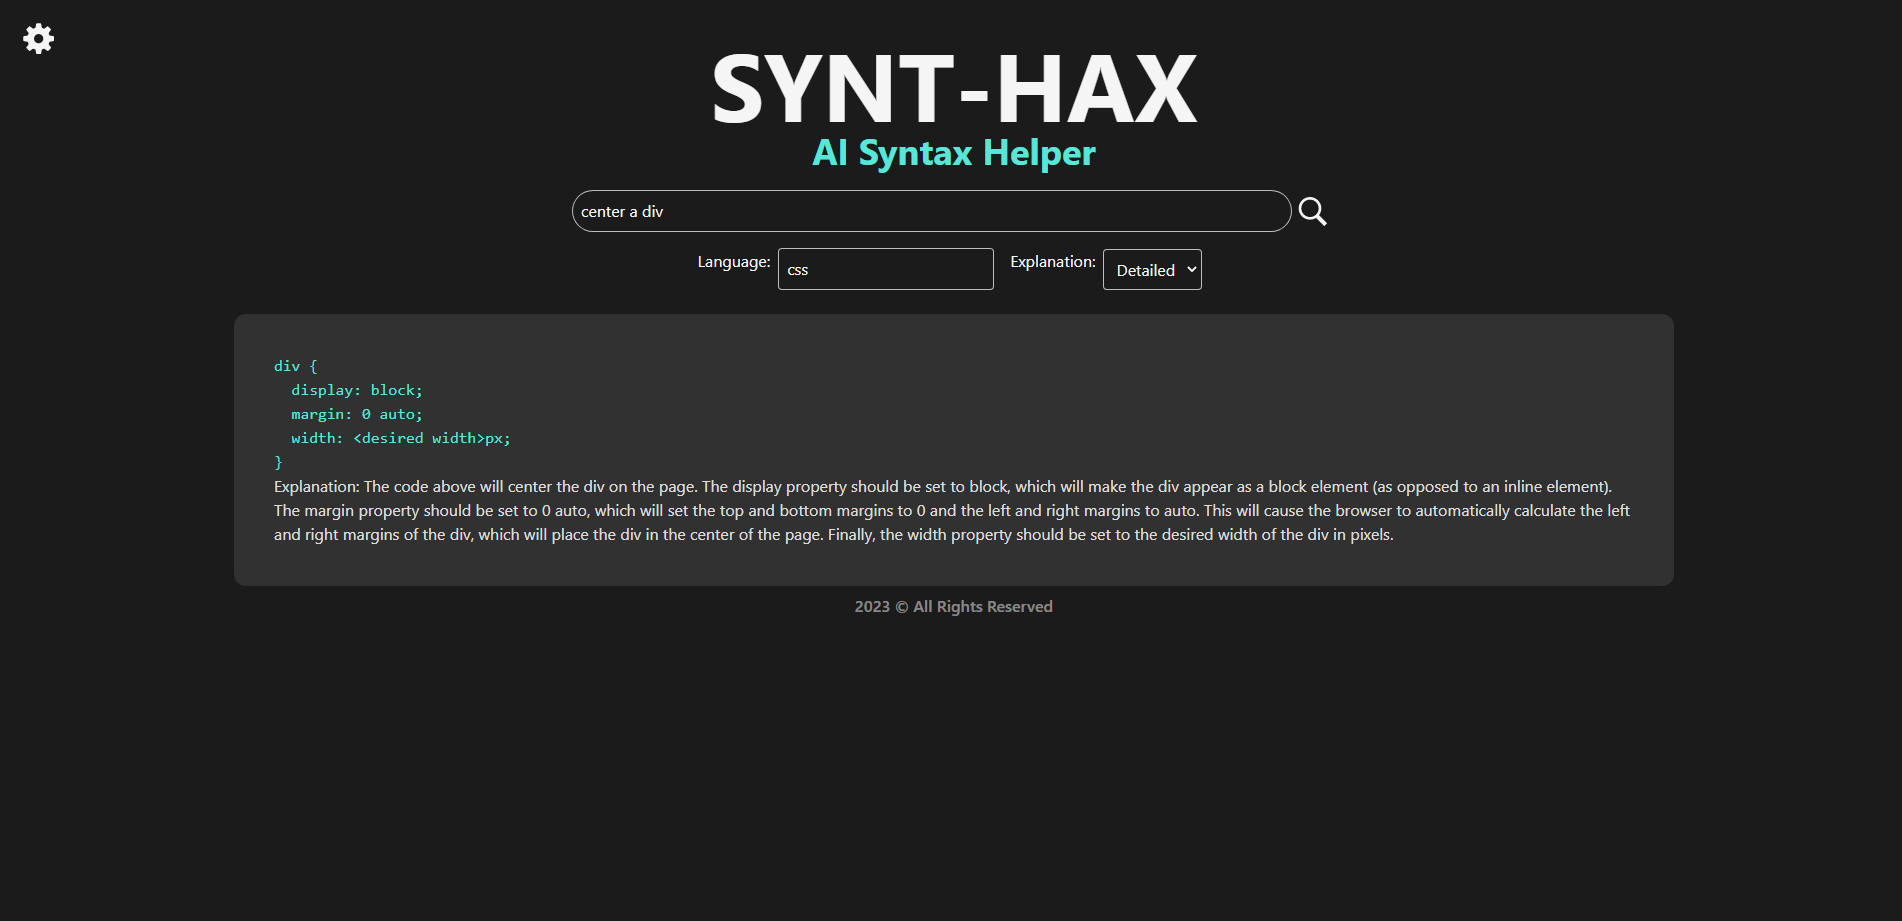 SYNT-HAX
AI Syntax Helper
center a div
Language: css Explanation: Detailed
div {
  display: block;
  margin: 0 auto;
  width: <desired width>px;
}
Explanation: The code above will center the div on the page. The display property should be set to block, which will make the div appear as a block element (as opposed to an inline element).
The margin property should be set to 0 auto, which will set the top and bottom margins to 0 and the left and right margins to auto. This will cause the browser to automatically calculate the left
and right margins of the div, which will place the div in the center of the page. Finally, the width property should be set to the desired width of the div in pixels.
2023 © All Rights Reserved